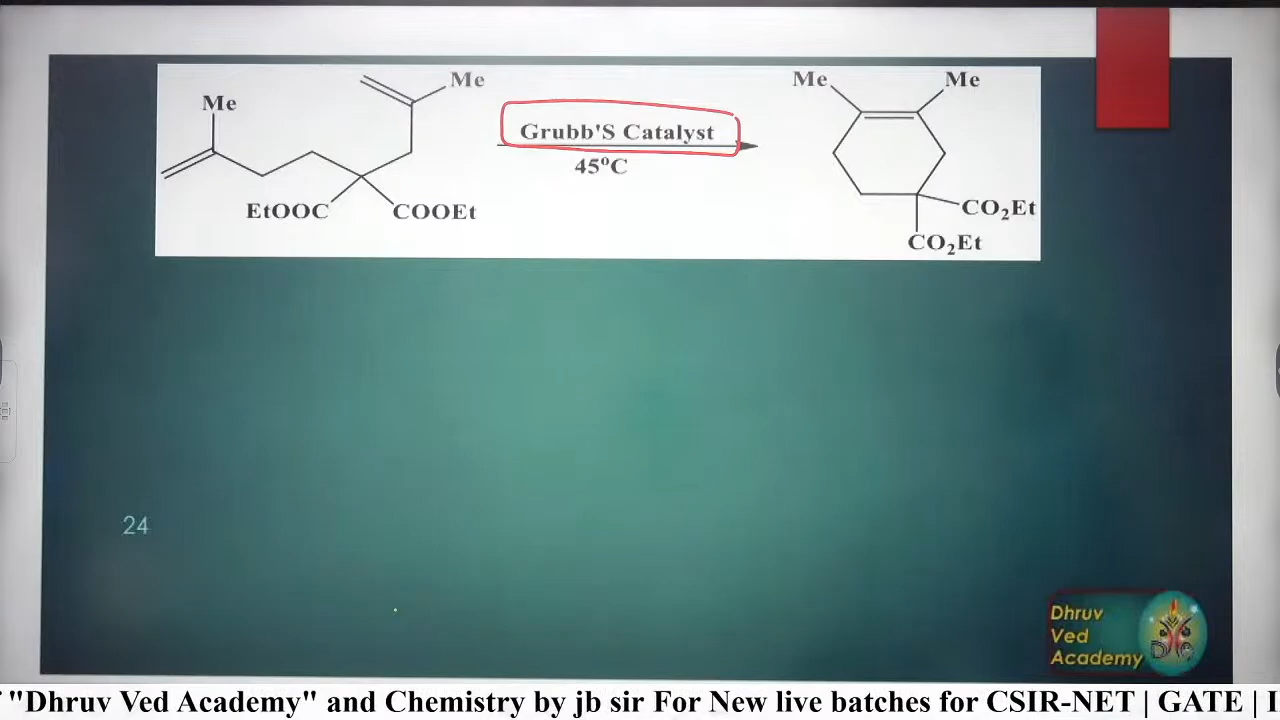 Me
Me
Me
Me
Grubb'S Catalyst
45⁰C
EtOOC
COOEt
CO₂Et
CO₂Et
24
Dhruv
Ved
Academy
"Dhruv Ved Academy" and Chemistry by jb sir For New live batches for CSIR-NET | GATE |